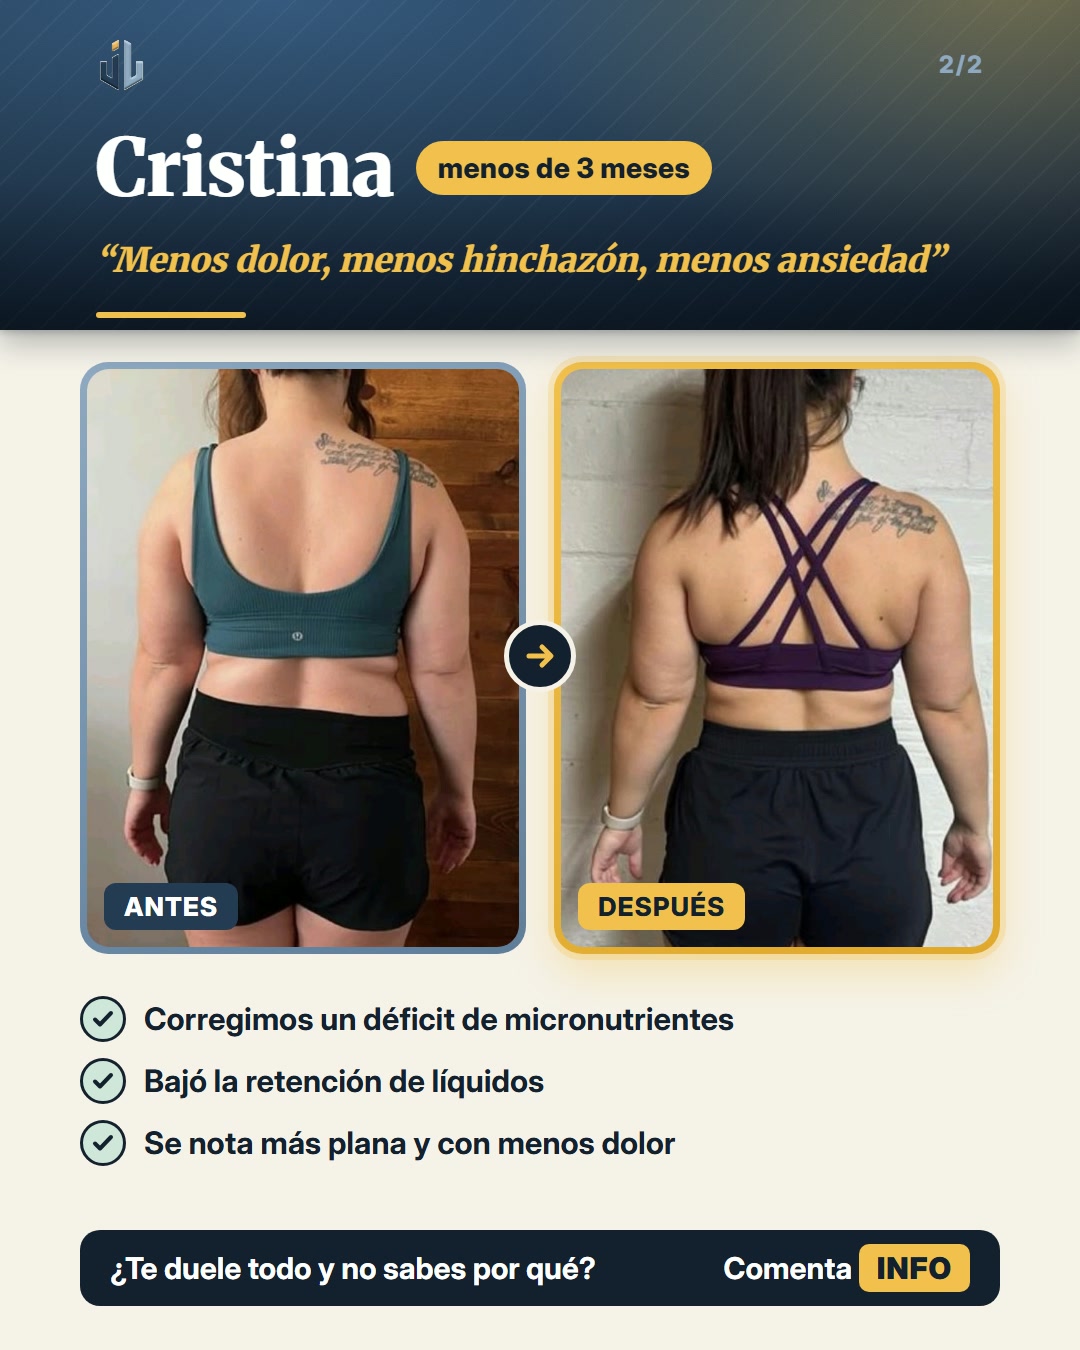 2/2
Cristina
menos de 3 meses
“Menos dolor, menos hinchazón, menos ansiedad”
ANTES
DESPUÉS
Corregimos un déficit de micronutrientes
Bajó la retención de líquidos
Se nota más plana y con menos dolor
¿Te duele todo y no sabes por qué?
Comenta INFO